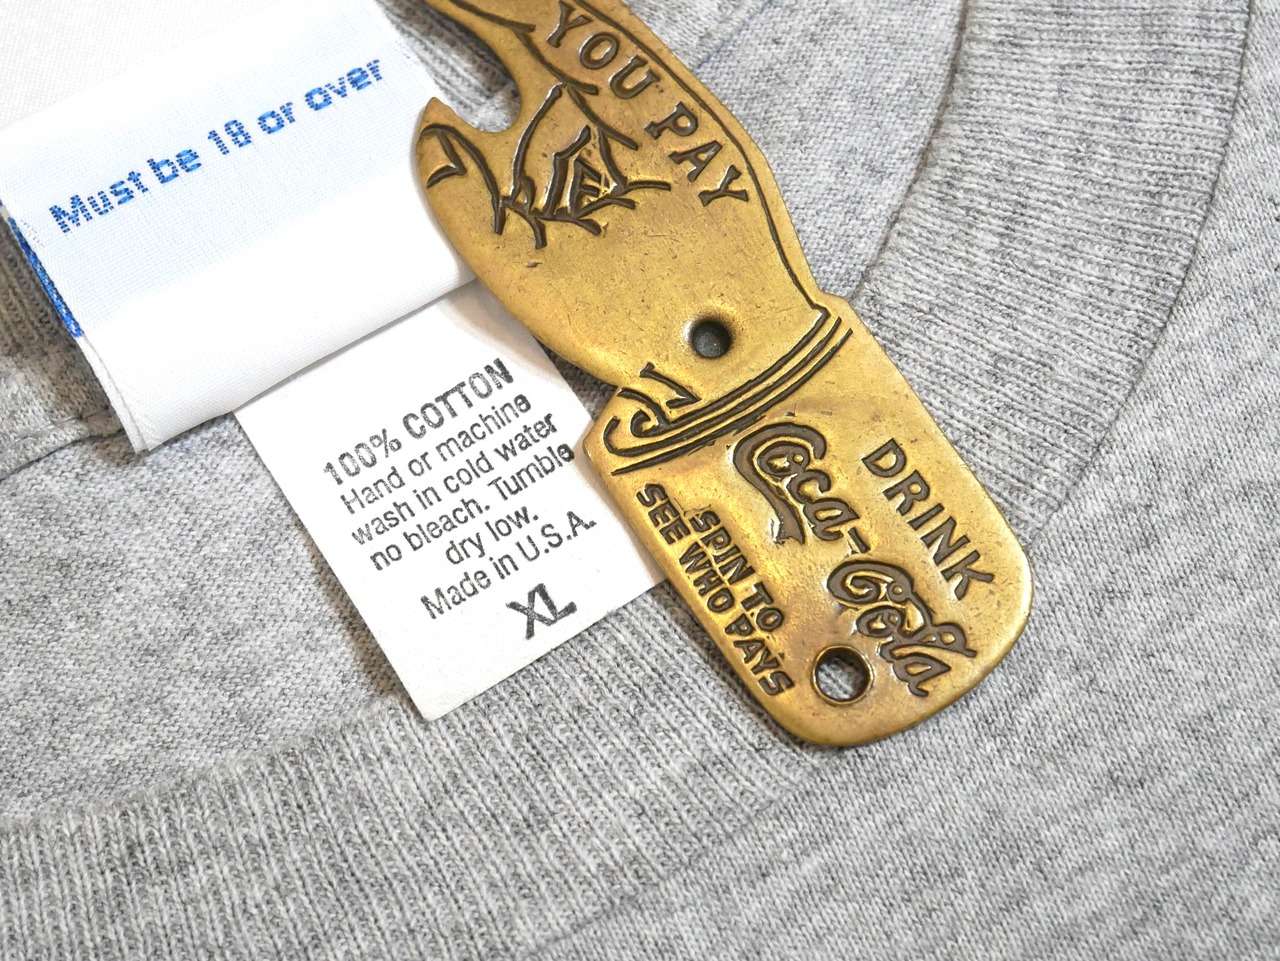 Must be 18 or over
100% COTTON
Hand or machine
wash in cold water
no bleach. Tumble
dry low.
Made in U.S.A.
XL
YOU PAY
DRINK
Coca-Cola
SPIN TO
SEE WHO PAYS